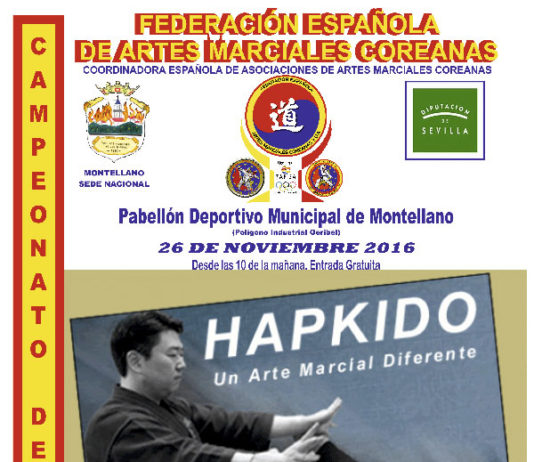 CAMPEONATO DE
FEDERACIÓN ESPAÑOLA
DE ARTES MARCIALES COREANAS
COORDINADORA ESPAÑOLA DE ASOCIACIONES DE ARTES MARCIALES COREANAS
道
DIPUTACIÓN
DE
SEVILLA
MONTELLANO
SEDE NACIONAL
Pabellón Deportivo Municipal de Montellano
(Polígono Industrial Garibel)
26 DE NOVIEMBRE 2016
Desde las 10 de la mañana. Entrada Gratuita
HAPKIDO
Un Arte Marcial Diferente